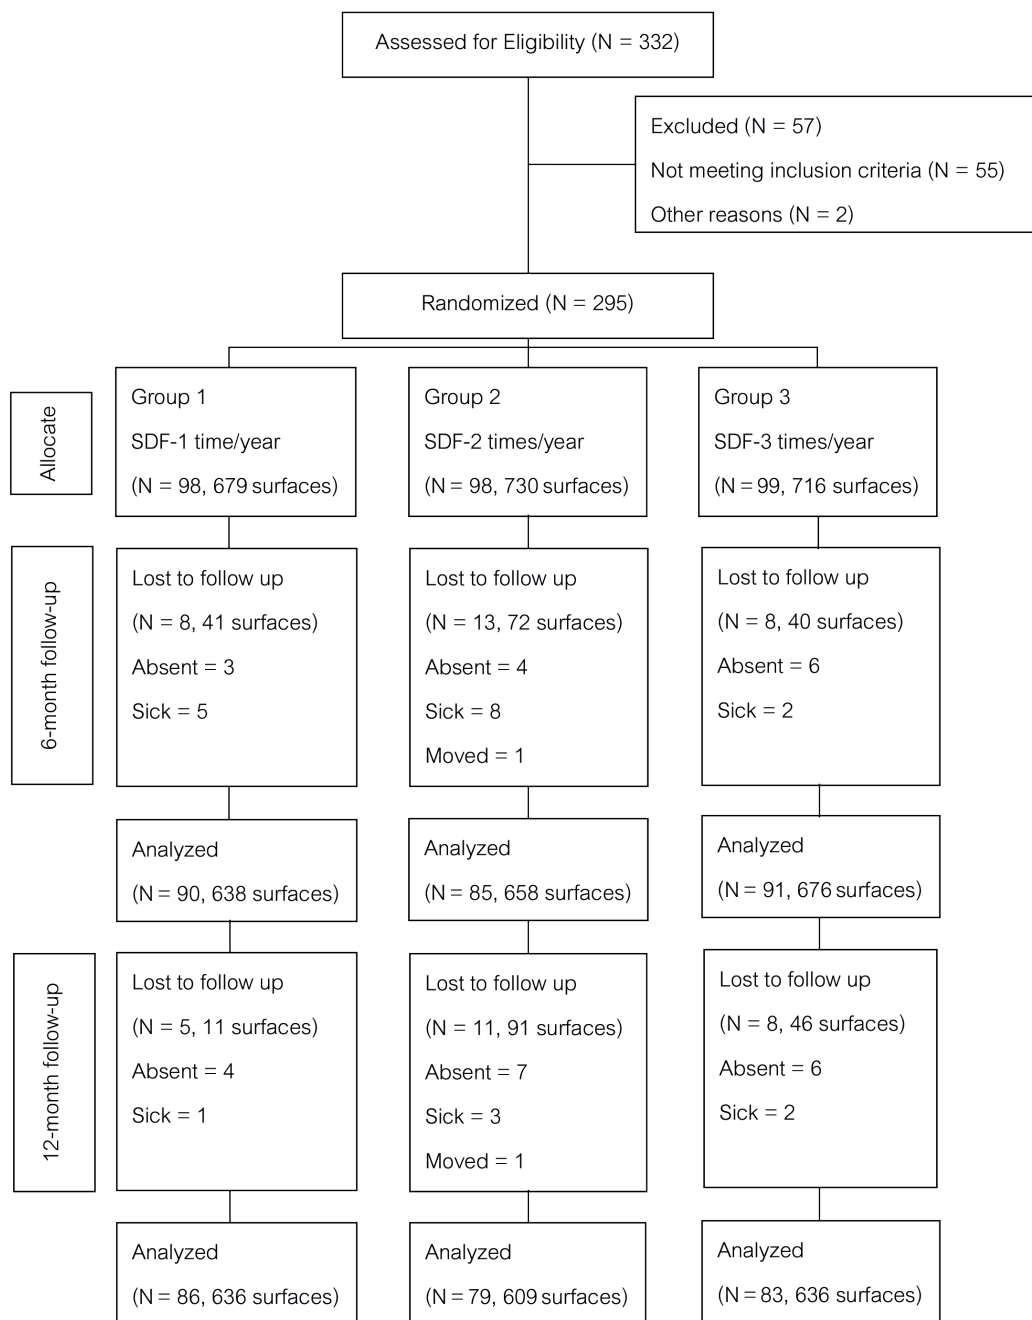 Assessed for Eligibility (N = 332)
Excluded (N = 57)
Not meeting inclusion criteria (N = 55)
Other reasons (N = 2)
Randomized (N = 295)
Allocate
Group 1
SDF-1 time/year
(N = 98, 679 surfaces)
Group 2
SDF-2 times/year
(N = 98, 730 surfaces)
Group 3
SDF-3 times/year
(N = 99, 716 surfaces)
6-month follow-up
Lost to follow up
(N = 8, 41 surfaces)
Absent = 3
Sick = 5
Lost to follow up
(N = 13, 72 surfaces)
Absent = 4
Sick = 8
Moved = 1
Lost to follow up
(N = 8, 40 surfaces)
Absent = 6
Sick = 2
Analyzed
(N = 90, 638 surfaces)
Analyzed
(N = 85, 658 surfaces)
Analyzed
(N = 91, 676 surfaces)
12-month follow-up
Lost to follow up
(N = 5, 11 surfaces)
Absent = 4
Sick = 1
Lost to follow up
(N = 11, 91 surfaces)
Absent = 7
Sick = 3
Moved = 1
Lost to follow up
(N = 8, 46 surfaces)
Absent = 6
Sick = 2
Analyzed
(N = 86, 636 surfaces)
Analyzed
(N = 79, 609 surfaces)
Analyzed
(N = 83, 636 surfaces)